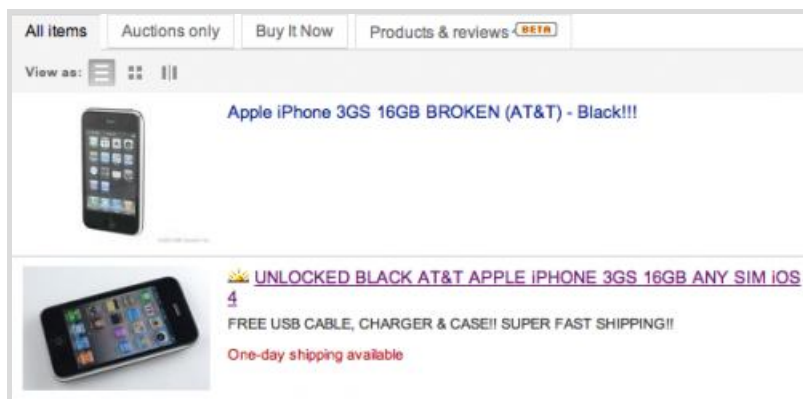 All items Auctions only Buy It Now Products & reviews BETA
View as:
Apple iPhone 3GS 16GB BROKEN (AT&T) - Black!!!
UNLOCKED BLACK AT&T APPLE iPHONE 3GS 16GB ANY SIM iOS
4
FREE USB CABLE, CHARGER & CASE!! SUPER FAST SHIPPING!!
One-day shipping available